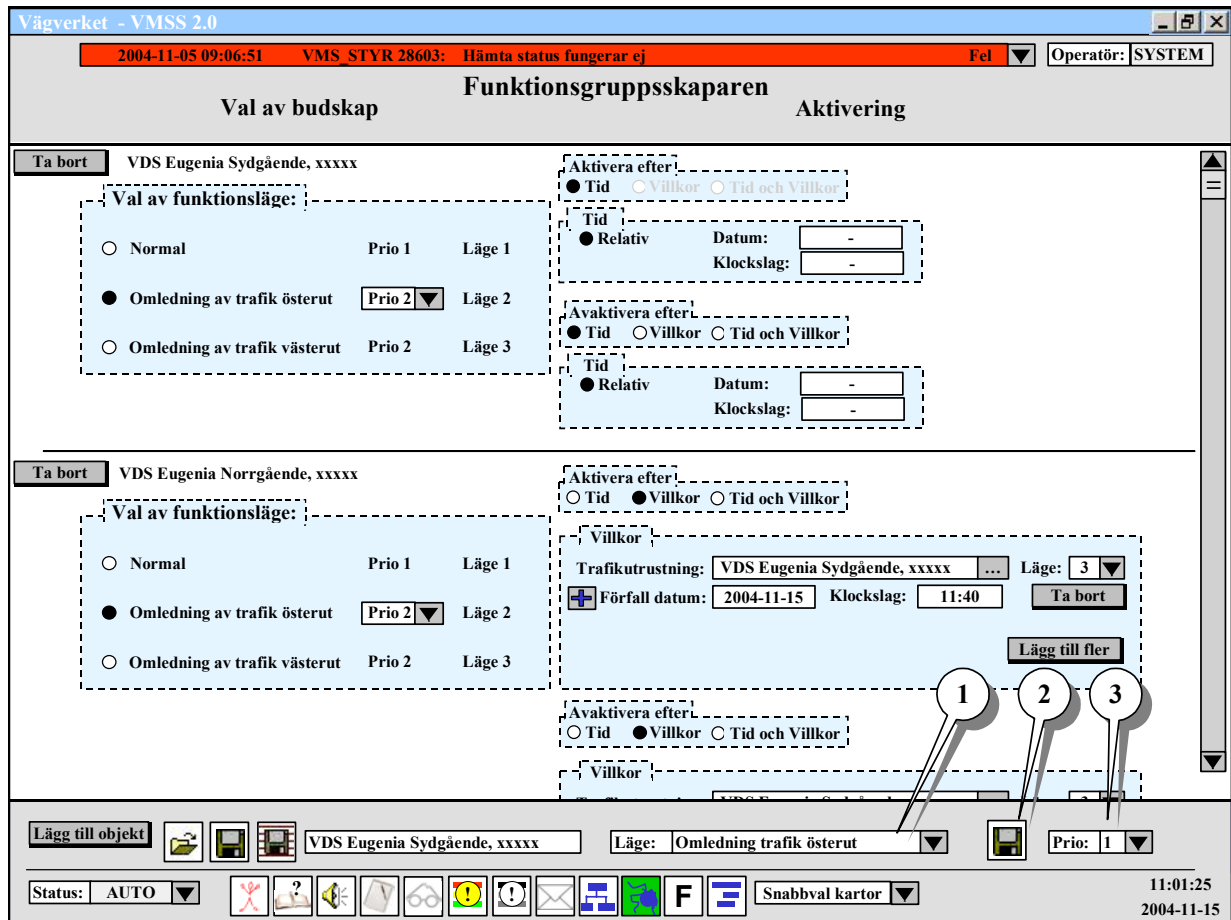 Vägverket - VMSS 2.0
2004-11-05 09:06:51 VMS_STYR 28603: Hämta status fungerar ej Fel
Operatör: SYSTEM
Funktionsgruppsskaparen
Val av budskap Aktivering
Ta bort VDS Eugenia Sydgående, xxxxx
Val av funktionsläge:
Normal Prio 1 Läge 1
Omledning av trafik österut Prio 2 Läge 2
Omledning av trafik västerut Prio 2 Läge 3
Aktivera efter
Tid Villkor Tid och Villkor
Tid
Relativ Datum: -
Klockslag: -
Avaktivera efter
Tid Villkor Tid och Villkor
Tid
Relativ Datum: -
Klockslag: -
Ta bort VDS Eugenia Norrgående, xxxxx
Val av funktionsläge:
Normal Prio 1 Läge 1
Omledning av trafik österut Prio 2 Läge 2
Omledning av trafik västerut Prio 2 Läge 3
Aktivera efter
Tid Villkor Tid och Villkor
Villkor
Trafikutrustning: VDS Eugenia Sydgående, xxxxx ... Läge: 3
Förfall datum: 2004-11-15 Klockslag: 11:40 Ta bort
Lägg till fler
1 2 3
Avaktivera efter
Tid Villkor Tid och Villkor
Villkor
Lägg till objekt VDS Eugenia Sydgående, xxxxx Läge: Omledning trafik österut Prio: 1
Status: AUTO ? ! ! F Snabbval kartor
11:01:25
2004-11-15